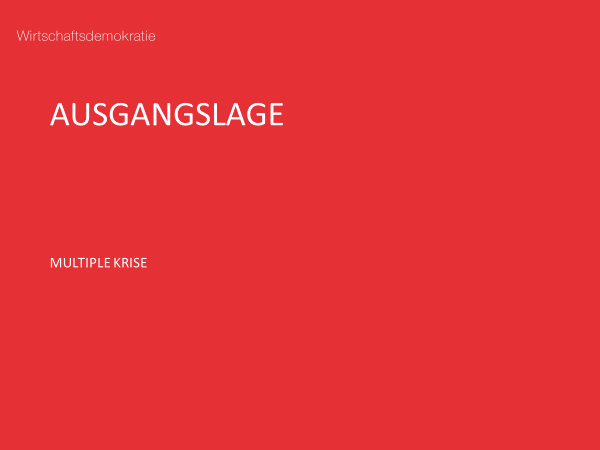 Wirtschaftsdemokratie
AUSGANGSLAGE
MULTIPLE KRISE